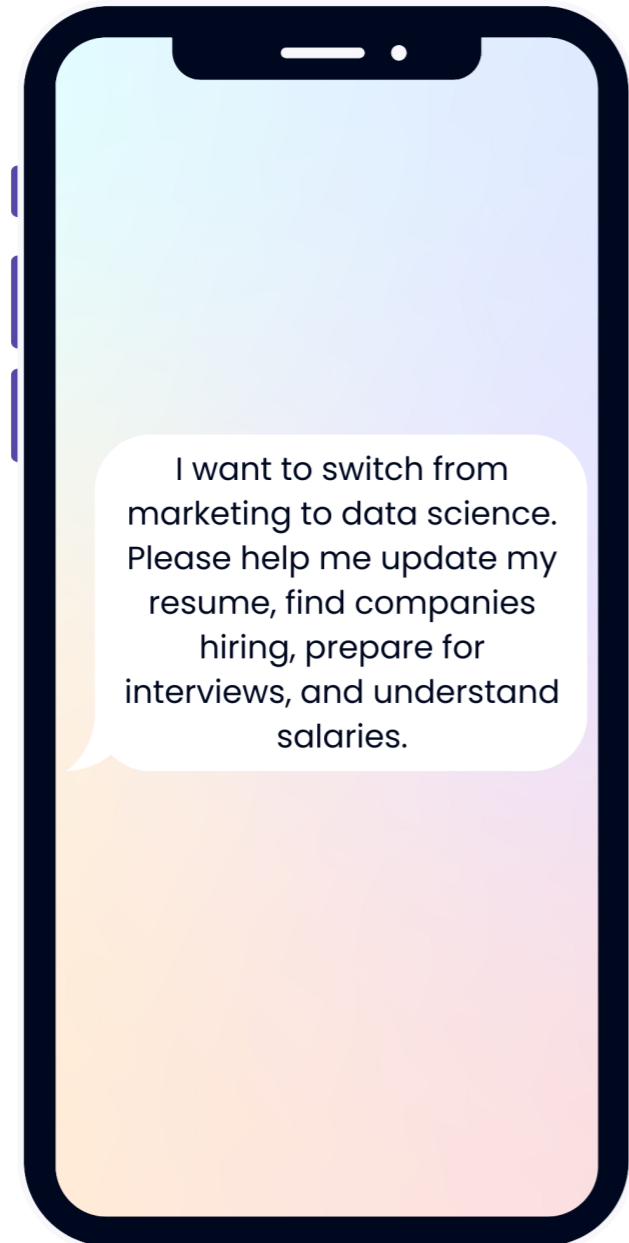 I want to switch from
marketing to data science.
Please help me update my
resume, find companies
hiring, prepare for
interviews, and understand
salaries.